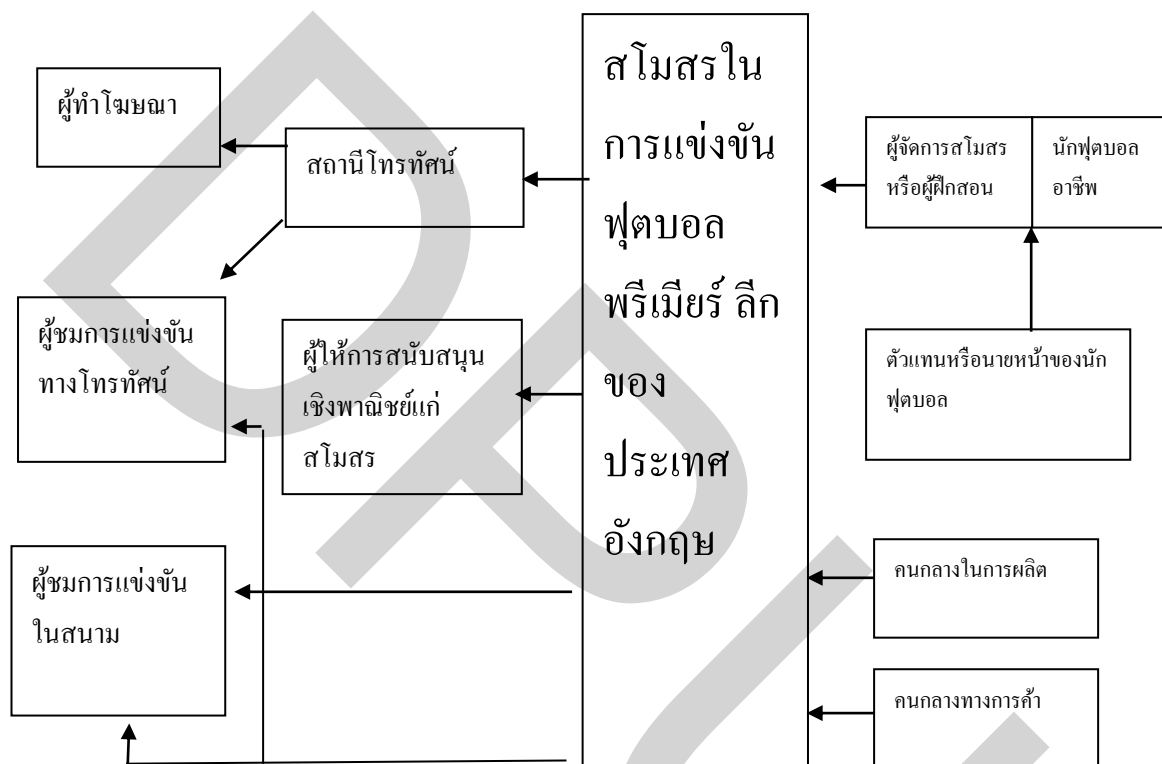 ผู้ทำโฆษณา
สถานีโทรทัศน์
ผู้ชมการแข่งขัน
ทางโทรทัศน์
ผู้ให้การสนับสนุน
เชิงพาณิชย์แก่
สโมสร
ผู้ชมการแข่งขัน
ในสนาม
สโมสรใน
การแข่งขัน
ฟุตบอล
พรีเมียร์ ลีก
ของ
ประเทศ
อังกฤษ
ผู้จัดการสโมสร
หรือผู้ฝึกสอน
นักฟุตบอล
อาชีพ
ตัวแทนหรือนายหน้าของนัก
ฟุตบอล
คนกลางในการผลิต
คนกลางทางการค้า